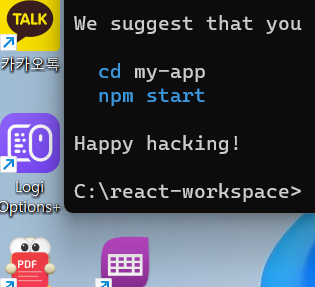 TALK
카카오톡
Logi
Options+
PDF
We suggest that you
cd my-app
npm start
Happy hacking!
C:\react-workspace>